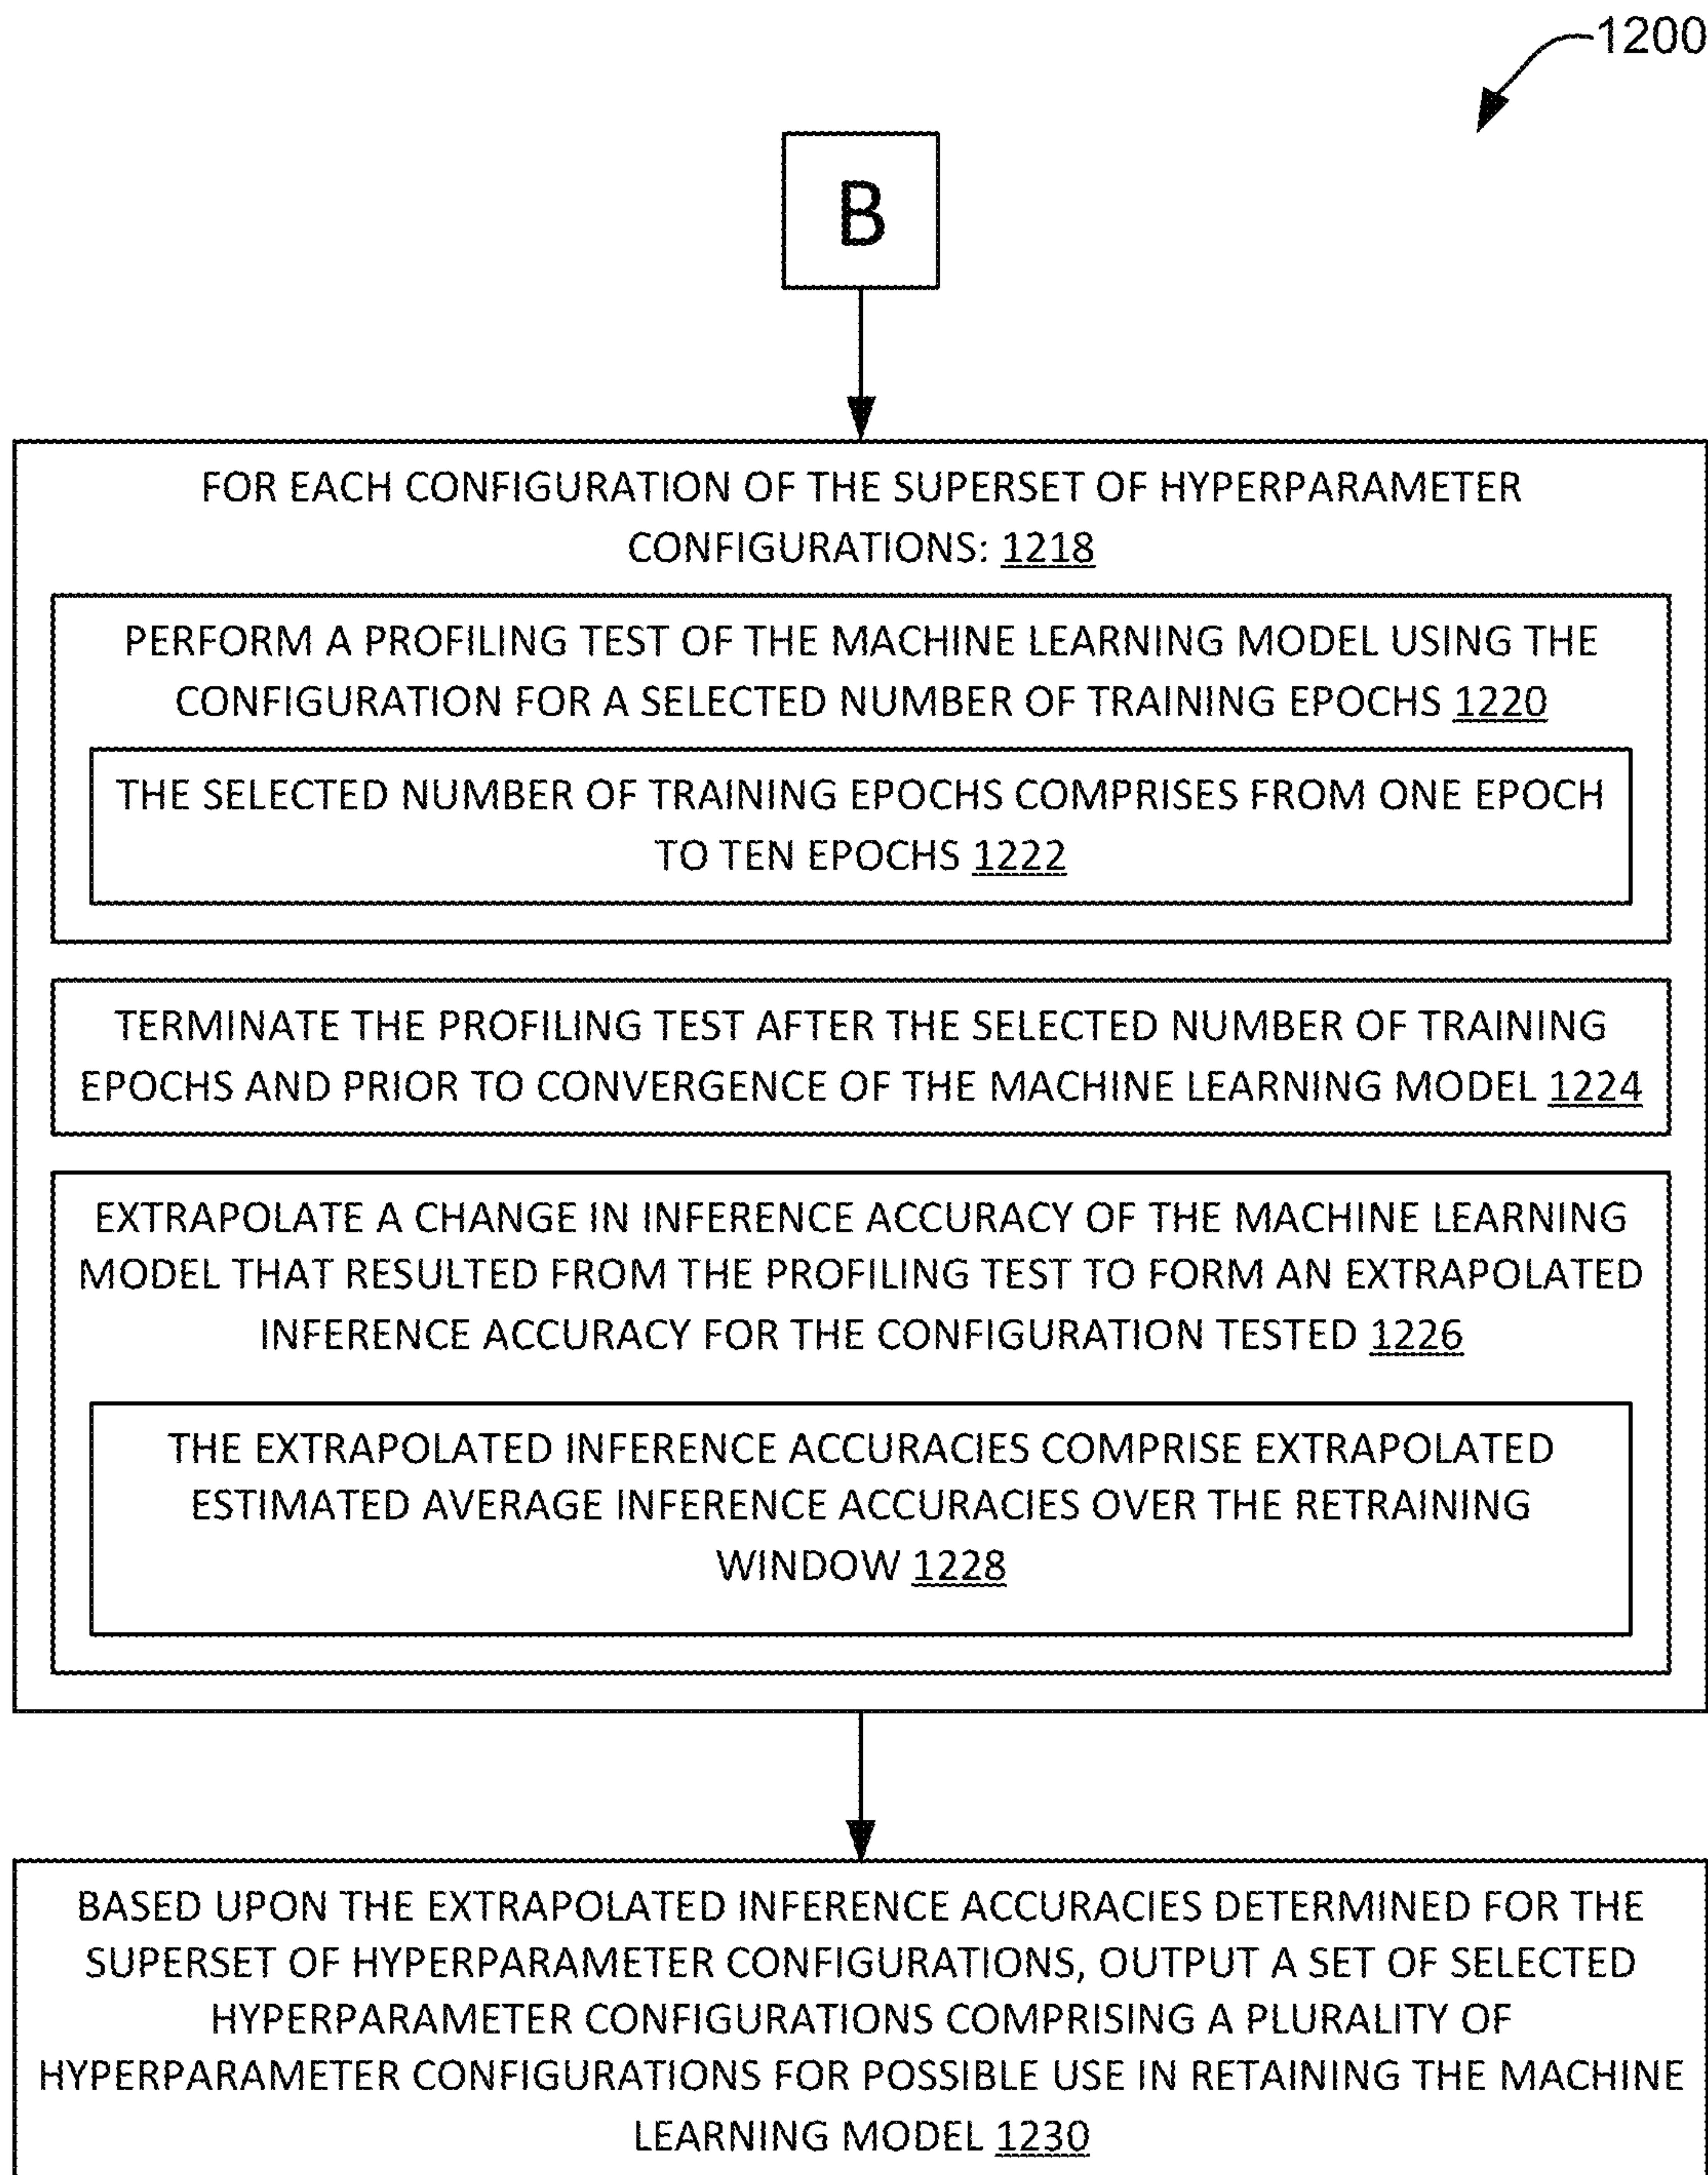 1200
B
FOR EACH CONFIGURATION OF THE SUPERSET OF HYPERPARAMETER
CONFIGURATIONS: 1218
PERFORM A PROFILING TEST OF THE MACHINE LEARNING MODEL USING THE
CONFIGURATION FOR A SELECTED NUMBER OF TRAINING EPOCHS 1220
THE SELECTED NUMBER OF TRAINING EPOCHS COMPRISES FROM ONE EPOCH
TO TEN EPOCHS 1222
TERMINATE THE PROFILING TEST AFTER THE SELECTED NUMBER OF TRAINING
EPOCHS AND PRIOR TO CONVERGENCE OF THE MACHINE LEARNING MODEL 1224
EXTRAPOLATE A CHANGE IN INFERENCE ACCURACY OF THE MACHINE LEARNING
MODEL THAT RESULTED FROM THE PROFILING TEST TO FORM AN EXTRAPOLATED
INFERENCE ACCURACY FOR THE CONFIGURATION TESTED 1226
THE EXTRAPOLATED INFERENCE ACCURACIES COMPRISE EXTRAPOLATED
ESTIMATED AVERAGE INFERENCE ACCURACIES OVER THE RETRAINING
WINDOW 1228
BASED UPON THE EXTRAPOLATED INFERENCE ACCURACIES DETERMINED FOR THE
SUPERSET OF HYPERPARAMETER CONFIGURATIONS, OUTPUT A SET OF SELECTED
HYPERPARAMETER CONFIGURATIONS COMPRISING A PLURALITY OF
HYPERPARAMETER CONFIGURATIONS FOR POSSIBLE USE IN RETAINING THE MACHINE
LEARNING MODEL 1230